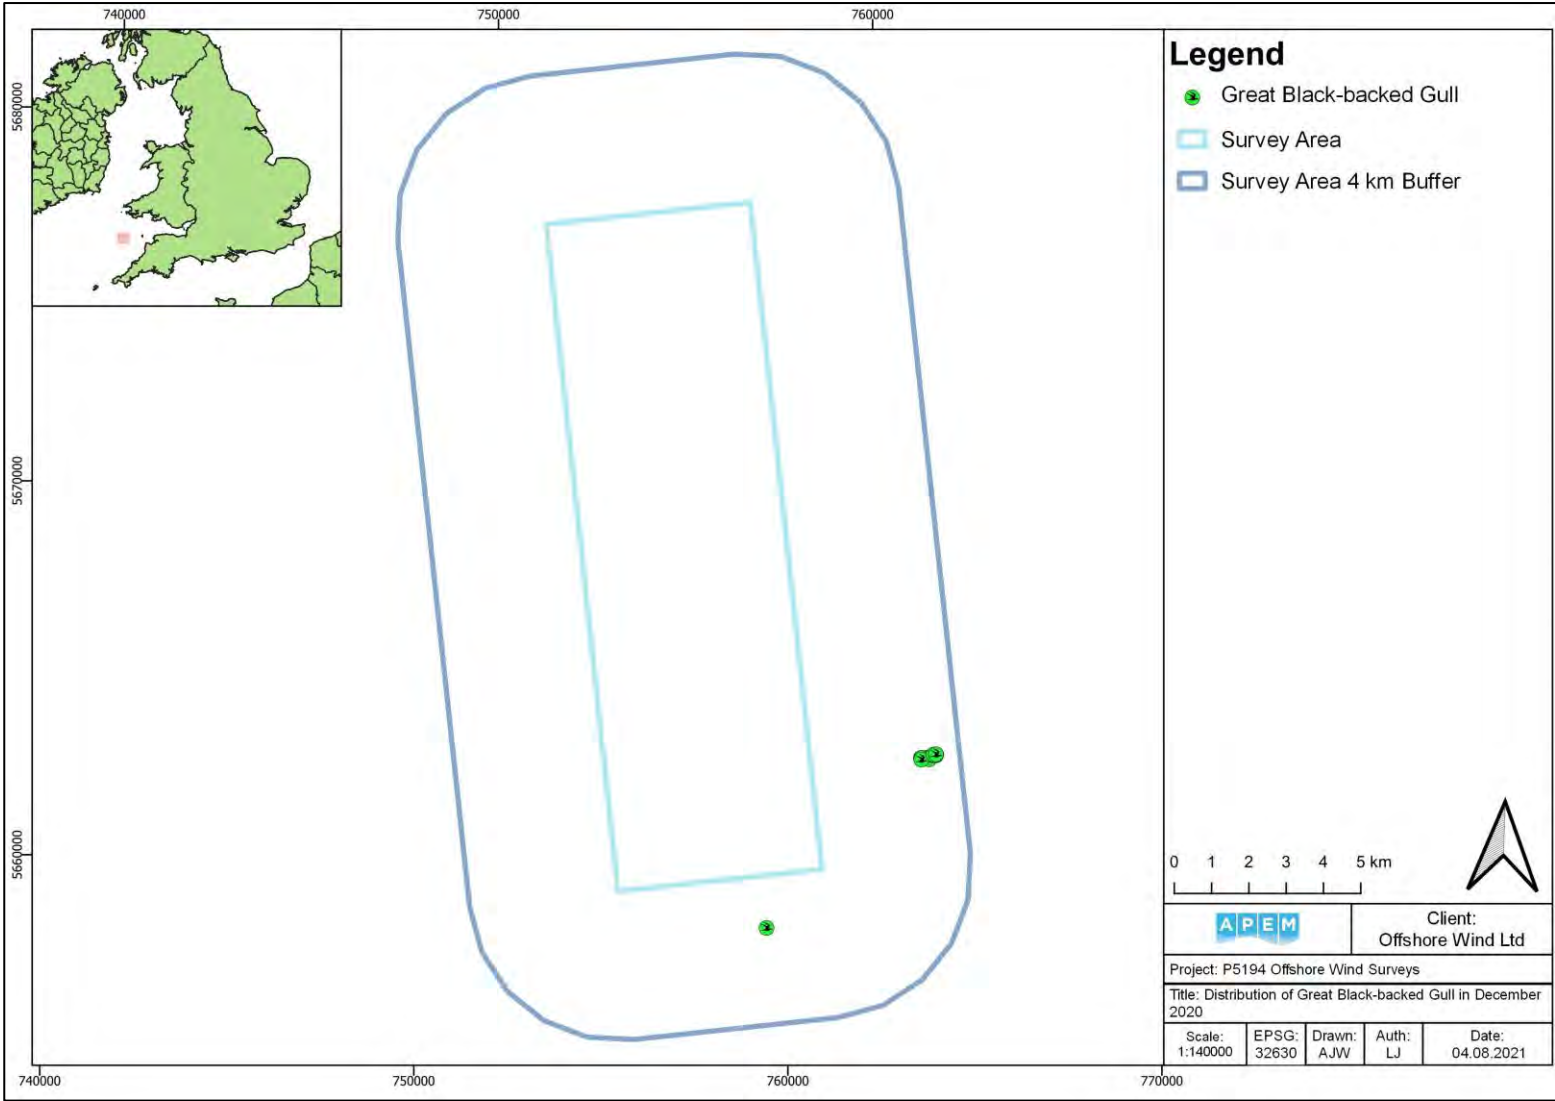 740000
750000
760000
5680000
5670000
5660000
740000
750000
760000
770000
Legend
Great Black-backed Gull
Survey Area
Survey Area 4 km Buffer
0 1 2 3 4 5 km
APEM
Client:
Offshore Wind Ltd
Project: P5194 Offshore Wind Surveys
Title: Distribution of Great Black-backed Gull in December
2020
Scale:
1:140000
EPSG:
32630
Drawn:
AJW
Auth:
LJ
Date:
04.08.2021